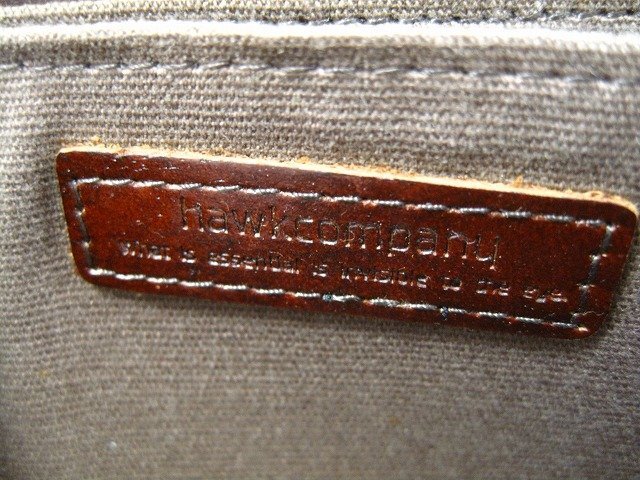 hawkcompany
what is essential is invisible to the eye.